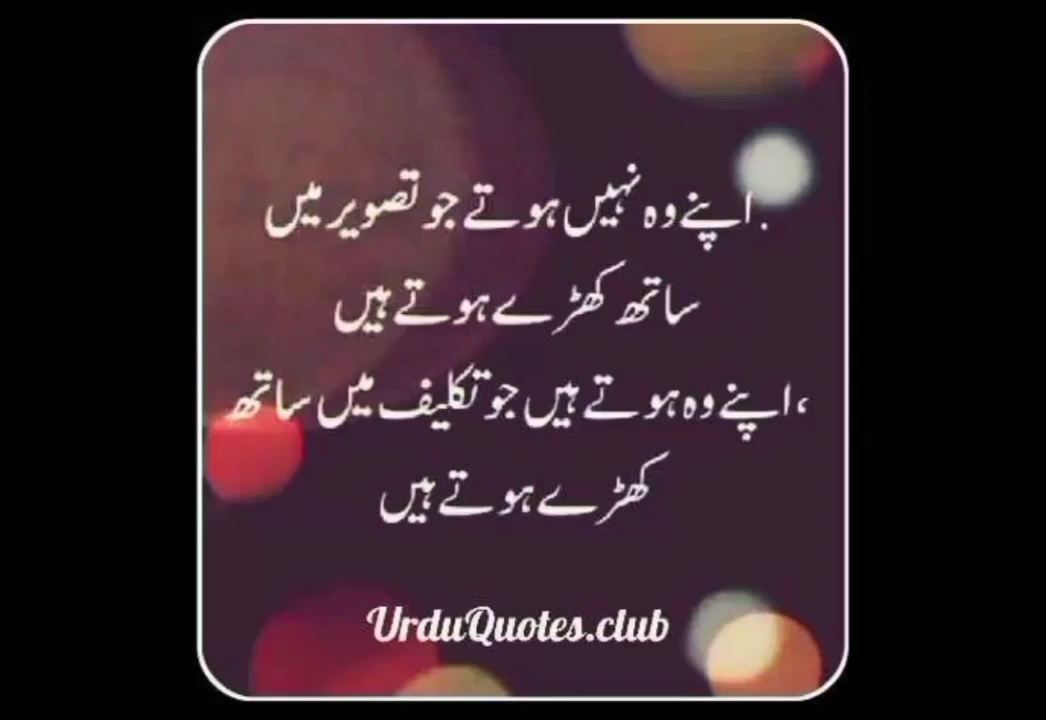 .اپنے وہ نہیں ہوتے جو تصویر میں
ساتھ کھڑے ہوتے ہیں
،اپنے وہ ہوتے ہیں جو تکلیف میں ساتھ
کھڑے ہوتے ہیں
UrduQuotes.club